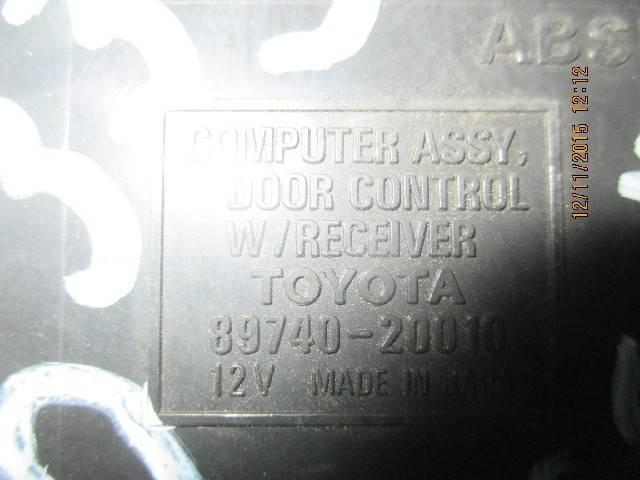 ABS
COMPUTER ASSY,
DOOR CONTROL
W/RECEIVER
TOYOTA
89740-20010
12V MADE IN JAPAN
12/11/2015 12:12